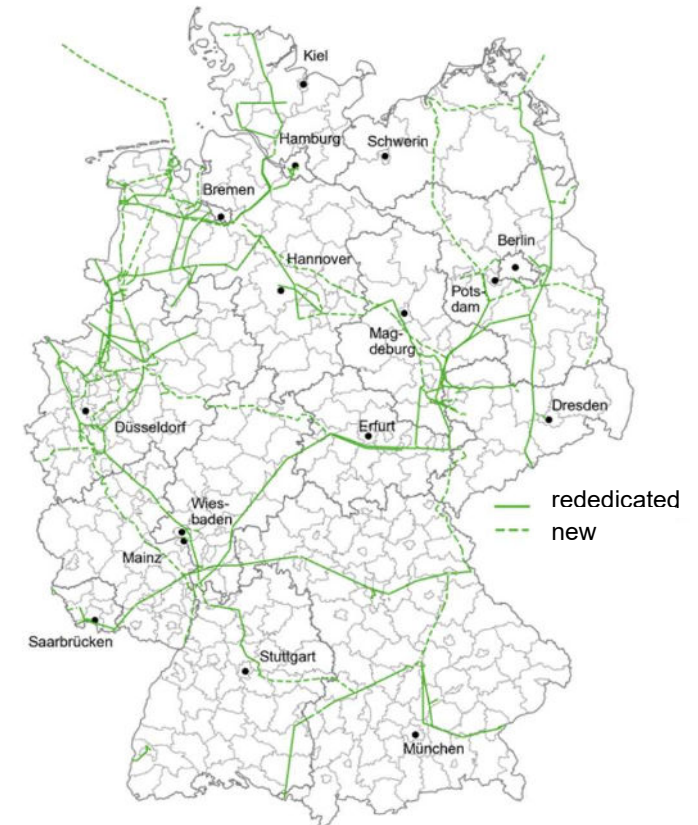 Kiel
Hamburg
Schwerin
Bremen
Berlin
Hannover
Pots-
dam
Mag-
deburg
Dresden
Düsseldorf
Erfurt
rededicated
new
Wies-
baden
Mainz
Saarbrücken
Stuttgart
München